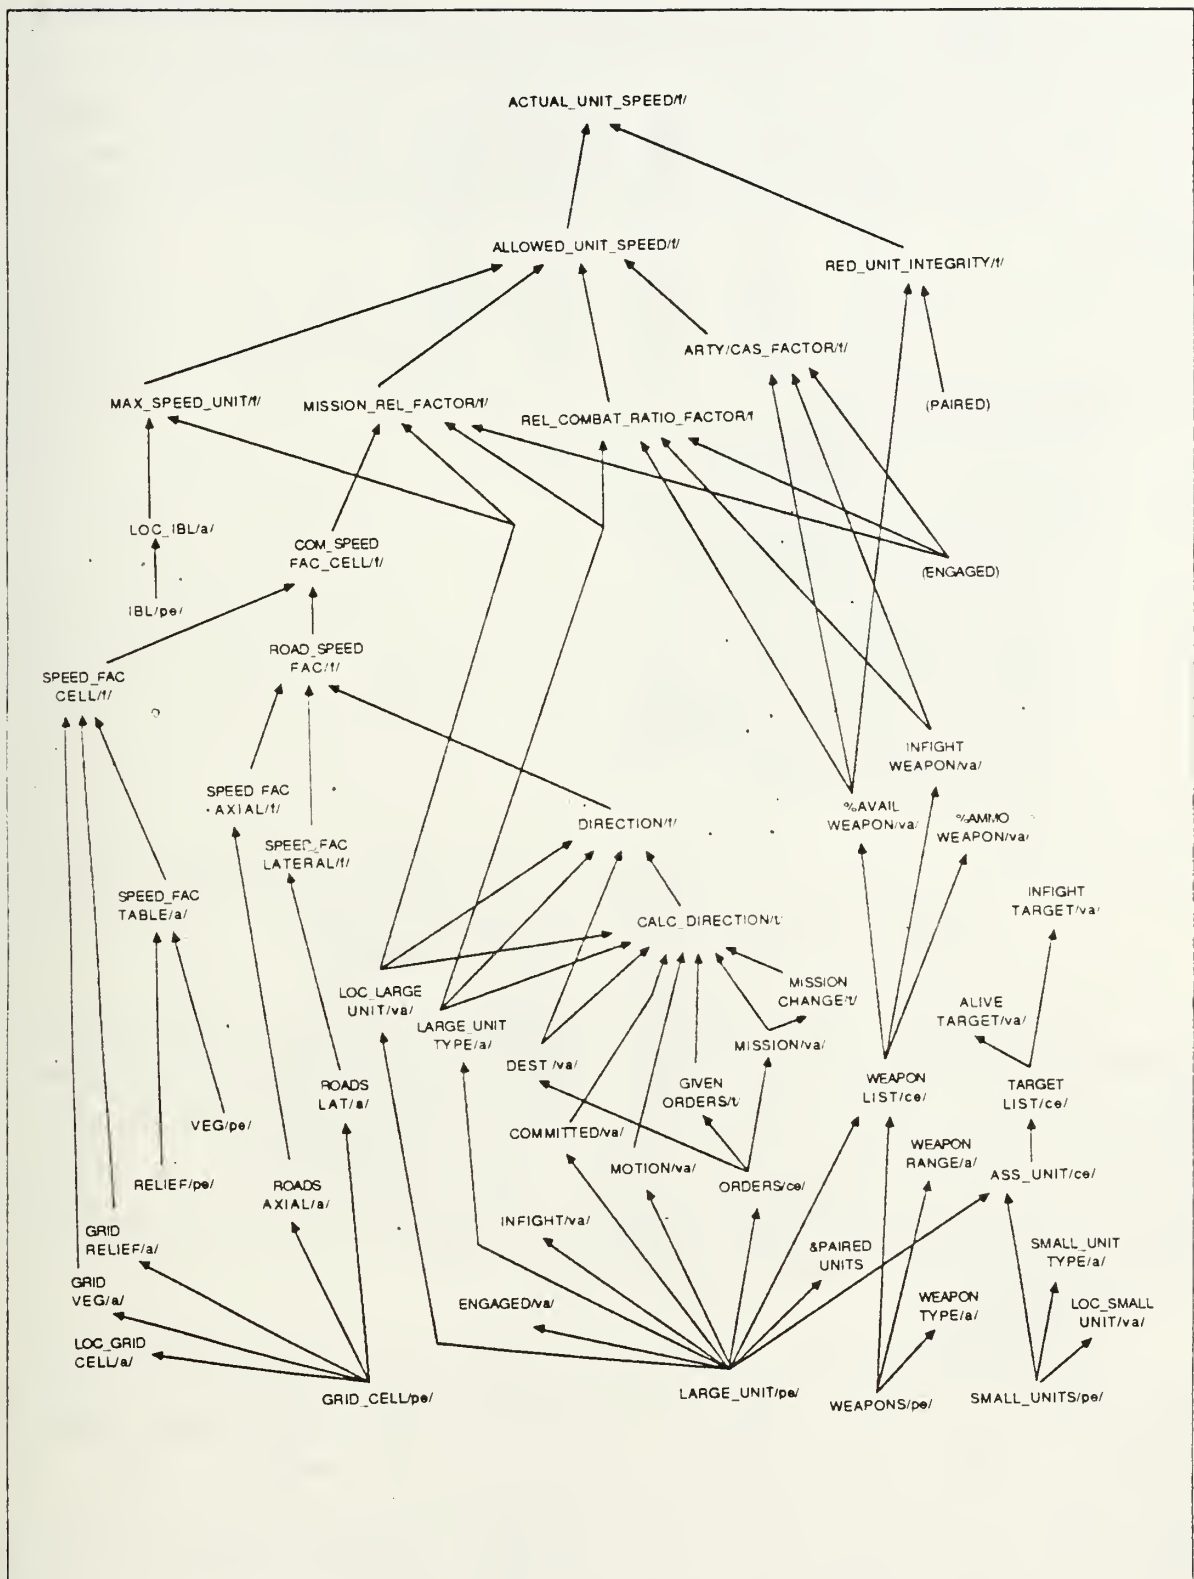 ACTUAL_UNIT_SPEED/f/
ALLOWED_UNIT_SPEED/f/
RED_UNIT_INTEGRITY/f/
ARTY/CAS_FACTOR/f/
MAX_SPEED_UNIT/f/
MISSION_REL_FACTOR/f/
REL_COMBAT_RATIO_FACTOR/f
(PAIRED)
LOC_IBL/a/
COM_SPEED
FAC_CELL/f/
(ENGAGED)
IBL/pe/
ROAD_SPEED
FAC/f/
SPEED_FAC
CELL/f/
INFIGHT
WEAPON/va/
SPEED FAC
AXIAL/f/
DIRECTION/f/
%AVAIL
WEAPON/va/
%AMMO
WEAPON/va/
SPEED_FAC
LATERAL/f/
SPEED_FAC
TABLE/a/
INFIGHT
TARGET/va/
CALC_DIRECTION/t/
LOC_LARGE
UNIT/va/
MISSION
CHANGE/t/
ALIVE
TARGET/va/
LARGE_UNIT
TYPE/a/
MISSION/va/
DEST/va/
ROADS
LAT/a/
GIVEN
ORDERS/t/
WEAPON
LIST/ce/
TARGET
LIST/ce/
VEG/pe/
COMMITTED/va/
WEAPON
RANGE/a/
RELIEF/pe/
ROADS
AXIAL/a/
MOTION/va/
ORDERS/ce/
ASS_UNIT/ce/
GRID
RELIEF/a/
INFIGHT/va/
&PAIRED
UNITS
SMALL_UNIT
TYPE/a/
GRID
VEG/a/
ENGAGED/va/
WEAPON
TYPE/a/
LOC_SMALL
UNIT/va/
LOC_GRID
CELL/a/
GRID_CELL/pe/
LARGE_UNIT/pe/
WEAPONS/pe/
SMALL_UNITS/pe/